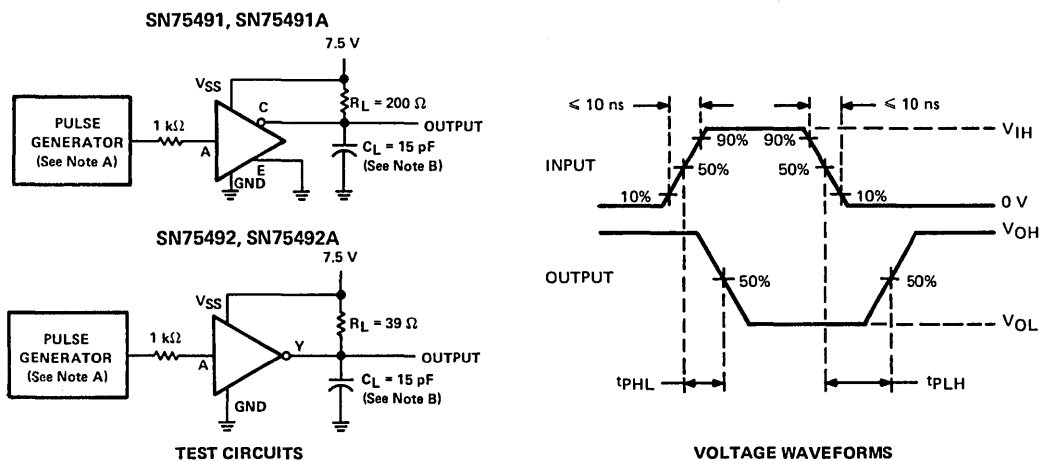 SN75491, SN75491A
7.5 V
VSS
RL = 200 Ω
C
PULSE
GENERATOR
(See Note A)
1 kΩ
A
OUTPUT
E
CL = 15 pF
(See Note B)
GND
SN75492, SN75492A
7.5 V
VSS
RL = 39 Ω
PULSE
GENERATOR
(See Note A)
1 kΩ
A
Y
OUTPUT
CL = 15 pF
(See Note B)
GND
TEST CIRCUITS
≤ 10 ns
≤ 10 ns
VIH
90%
90%
INPUT
50%
50%
10%
10%
0 V
VOH
OUTPUT
50%
50%
VOL
tPHL
tPLH
VOLTAGE WAVEFORMS